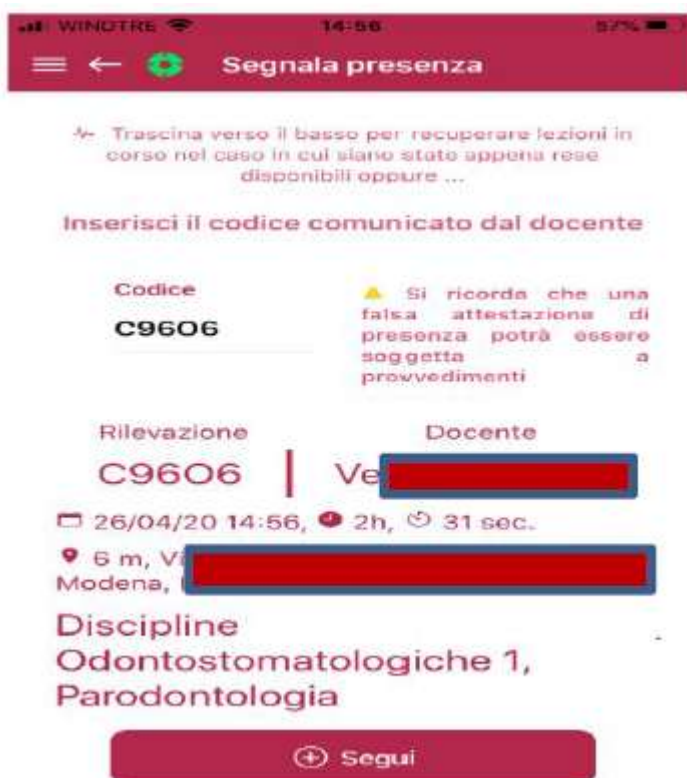 WINDTRE 14:56 57%
Segnala presenza
Trascina verso il basso per recuperare lezioni in
corso nel caso in cui siano state appena rese
disponibili oppure ...
Inserisci il codice comunicato dal docente
Codice
C96O6
Si ricorda che una
falsa attestazione di
presenza potrà essere
soggetta a
provvedimenti
Rilevazione
C96O6
Docente
Ve
26/04/20 14:56, 2h, 31 sec.
6 m, Vi
Modena,
Discipline
Odontostomatologiche 1,
Parodontologia
Segui